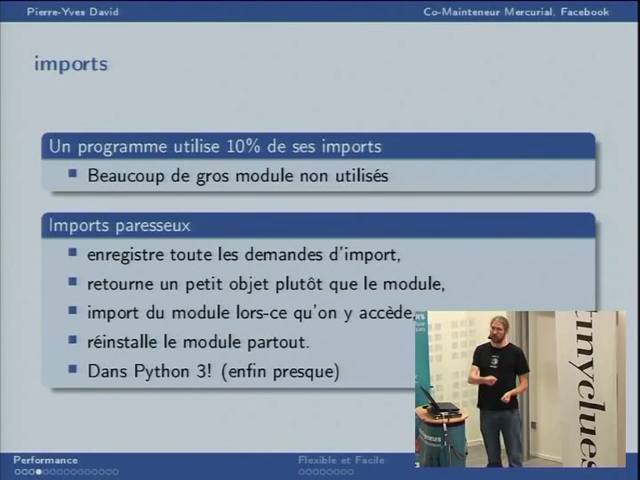 Pierre-Yves David
Co-Mainteneur Mercurial, Facebook
imports
Un programme utilise 10% de ses imports
Beaucoup de gros module non utilisés
Imports paresseux
enregistre toute les demandes d'import,
retourne un petit objet plutôt que le module,
import du module lors-ce qu'on y accède,
réinstalle le module partout.
Dans Python 3! (enfin presque)
tinyclues
Performance
Flexible et Facile